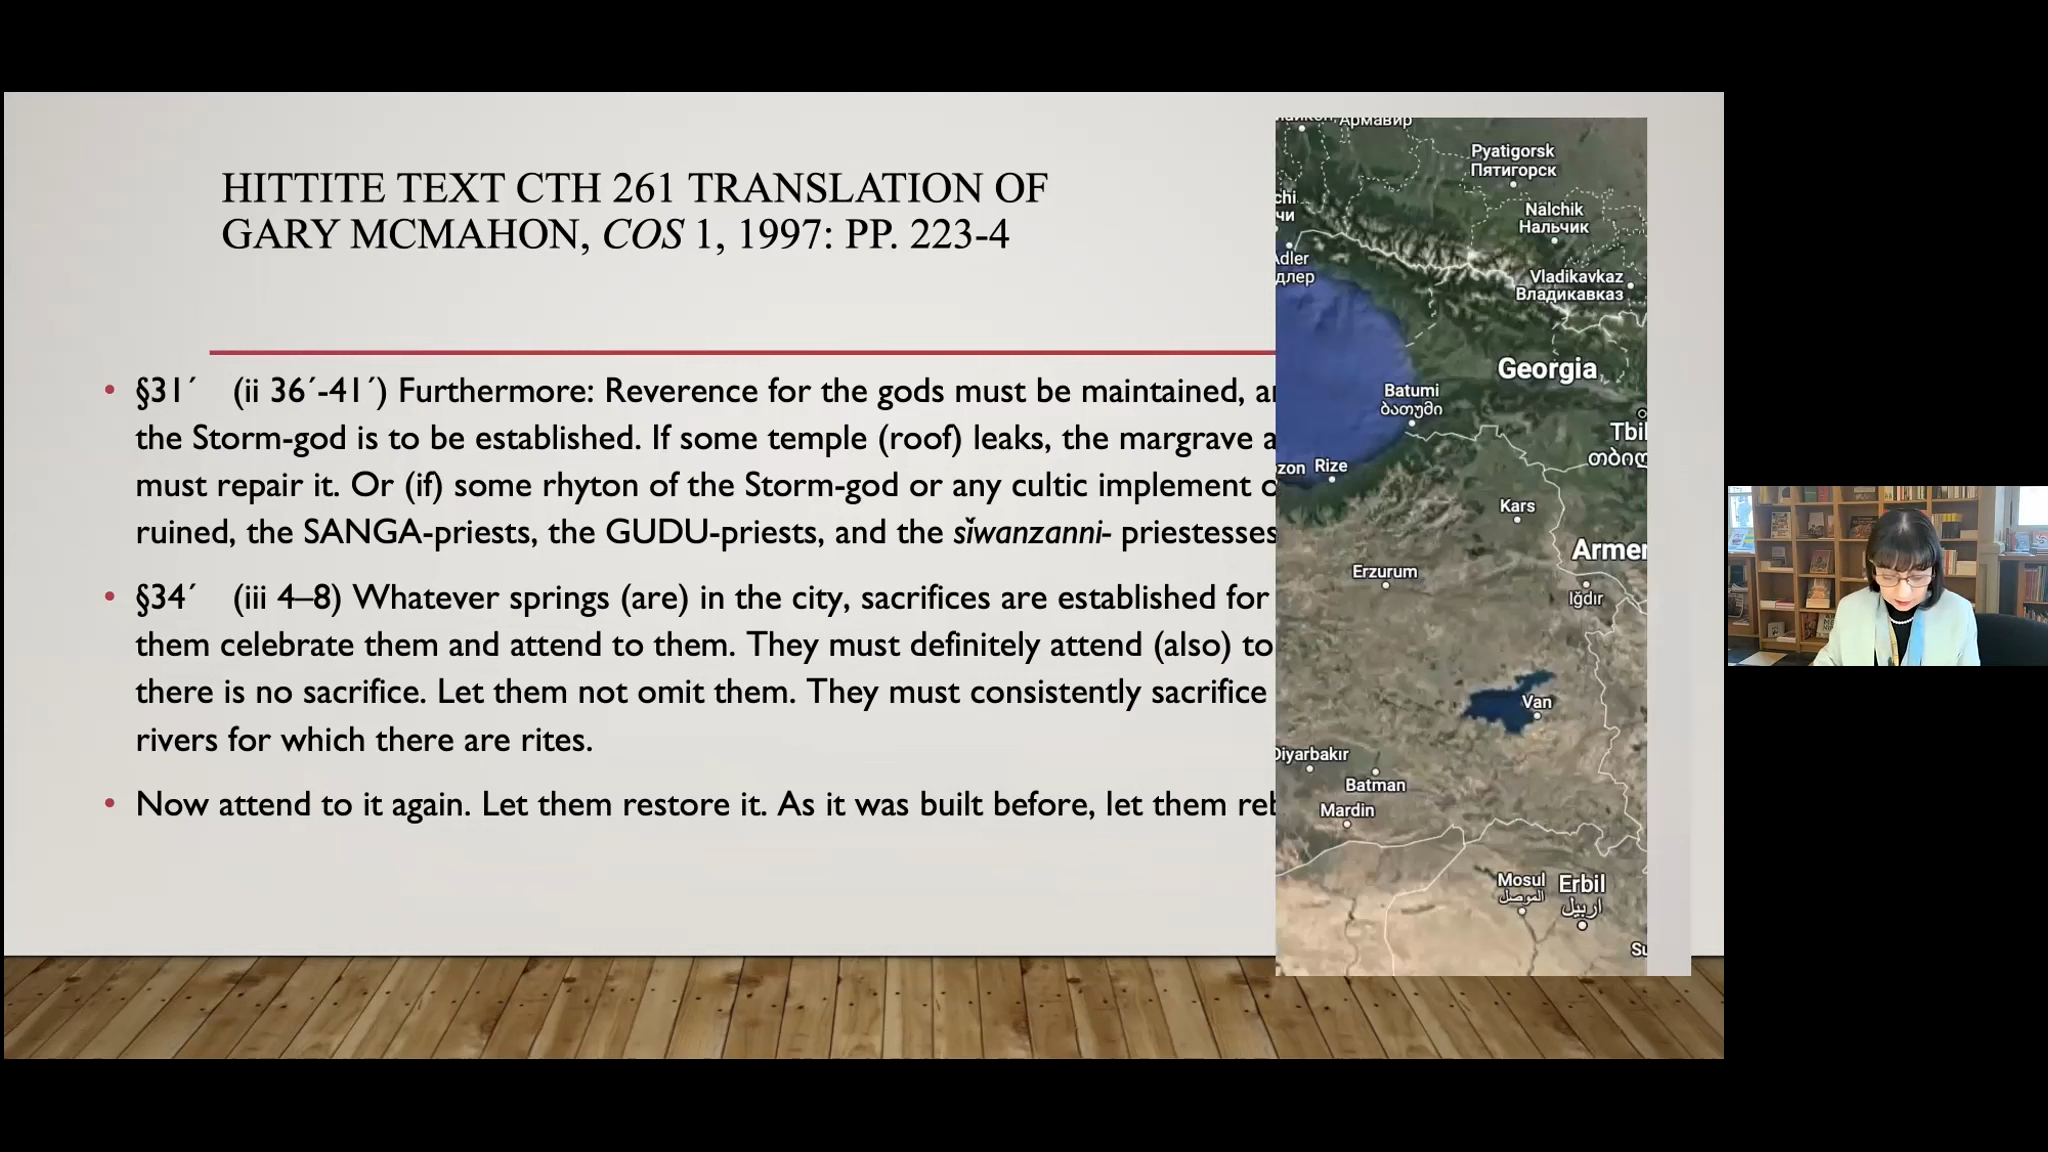 HITTITE TEXT CTH 261 TRANSLATION OF
GARY MCMAHON, COS 1, 1997: PP. 223-4
• §31´ (ii 36´-41´) Furthermore: Reverence for the gods must be maintained,
the Storm-god is to be established. If some temple (roof) leaks, the margrave
must repair it. Or (if) some rhyton of the Storm-god or any cultic implement
ruined, the SANGA-priests, the GUDU-priests, and the šiwanzanni- priestesses
• §34´ (iii 4–8) Whatever springs (are) in the city, sacrifices are established for
them celebrate them and attend to them. They must definitely attend (also) to
there is no sacrifice. Let them not omit them. They must consistently sacrifice
rivers for which there are rites.
• Now attend to it again. Let them restore it. As it was built before, let them
Армавир
Pyatigorsk
Пятигорск
Nalchik
Нальчик
Vladikavkaz
Владикавказ
Georgia
Batumi
ბათუმი
Rize
Kars
Erzurum
Iğdır
Van
Diyarbakır
Batman
Mardin
Mosul
الموصل
Erbil
اربيل